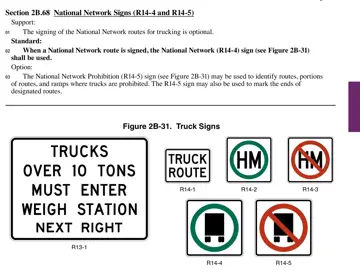 Section 2B.68 National Network Signs (R14-4 and R14-5)
Support:
01 The signing of the National Network routes for trucking is optional.
Standard:
02 When a National Network route is signed, the National Network (R14-4) sign (see Figure 2B-31)
shall be used.
Option:
03 The National Network Prohibition (R14-5) sign (see Figure 2B-31) may be used to identify routes, portions
of routes, and ramps where trucks are prohibited. The R14-5 sign may also be used to mark the ends of
designated routes.
Figure 2B-31. Truck Signs
TRUCKS
OVER 10 TONS
MUST ENTER
WEIGH STATION
NEXT RIGHT
R13-1
TRUCK
ROUTE
R14-1
HM
R14-2
HM
R14-3
R14-4
R14-5